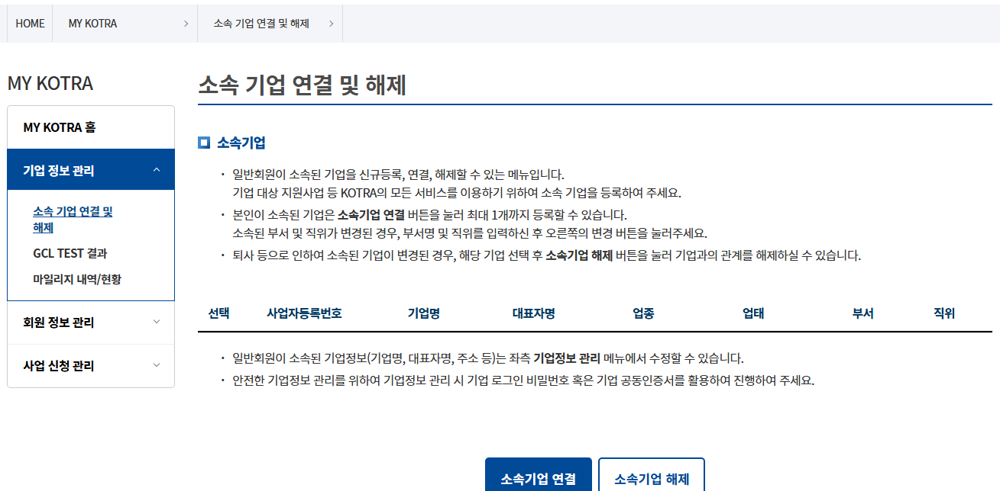 HOME MY KOTRA 소속 기업 연결 및 해제
MY KOTRA
MY KOTRA 홈
기업 정보 관리
소속 기업 연결 및
해제
GCL TEST 결과
마일리지 내역/현황
회원 정보 관리
사업 신청 관리
소속 기업 연결 및 해제
소속기업
· 일반회원이 소속된 기업을 신규등록, 연결, 해제할 수 있는 메뉴입니다.
기업 대상 지원사업 등 KOTRA의 모든 서비스를 이용하기 위하여 소속 기업을 등록하여 주세요.
· 본인이 소속된 기업은 소속기업 연결 버튼을 눌러 최대 1개까지 등록할 수 있습니다.
소속된 부서 및 직위가 변경된 경우, 부서명 및 직위를 입력하신 후 오른쪽의 변경 버튼을 눌러주세요.
· 퇴사 등으로 인하여 소속된 기업이 변경된 경우, 해당 기업 선택 후 소속기업 해제 버튼을 눌러 기업과의 관계를 해제하실 수 있습니다.
선택 사업자등록번호 기업명 대표자명 업종 업태 부서 직위
· 일반회원이 소속된 기업정보(기업명, 대표자명, 주소 등)는 좌측 기업정보 관리 메뉴에서 수정할 수 있습니다.
· 안전한 기업정보 관리를 위하여 기업정보 관리 시 기업 로그인 비밀번호 혹은 기업 공동인증서를 활용하여 진행하여 주세요.
소속기업 연결 소속기업 해제